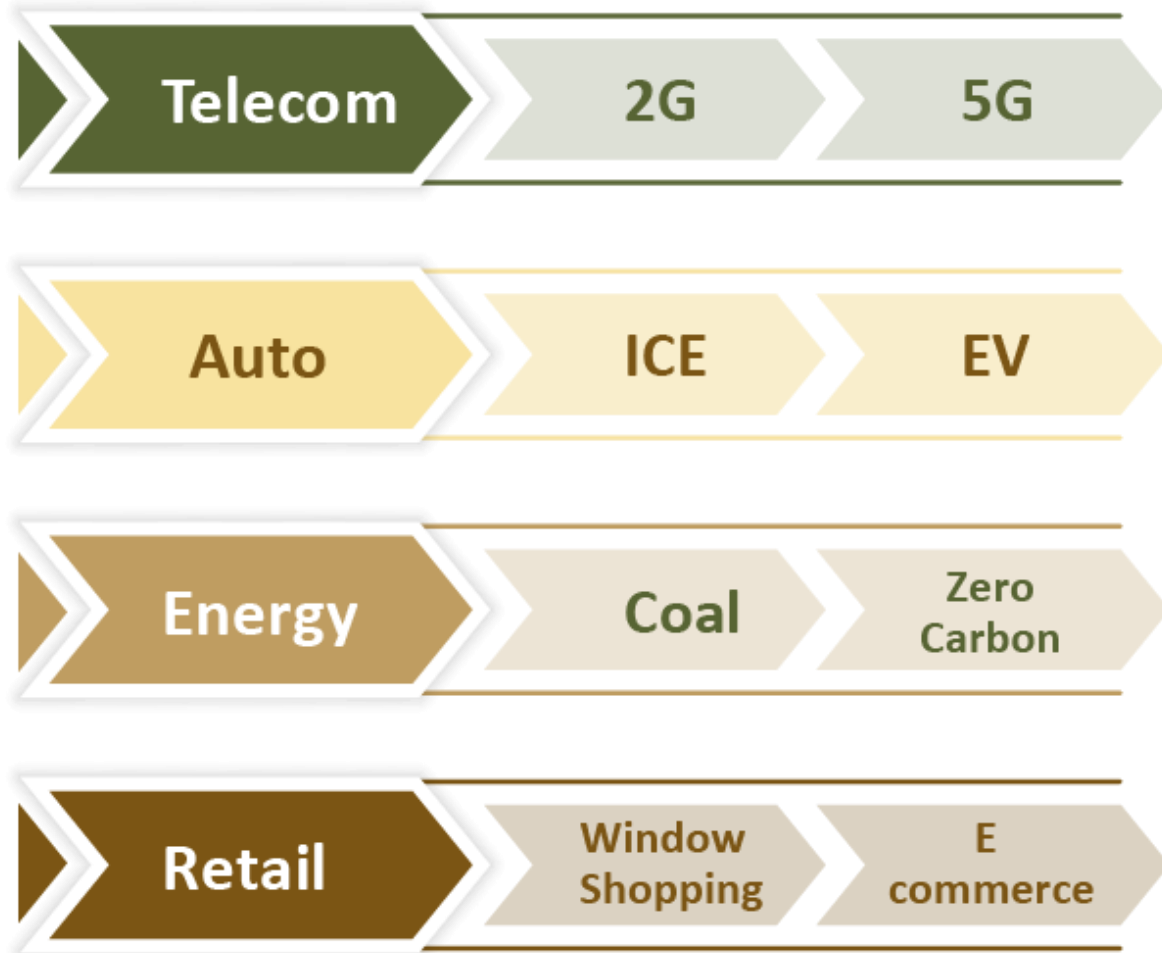 Telecom 2G 5G
Auto ICE EV
Energy Coal Zero
Carbon
Retail Window
Shopping E
commerce